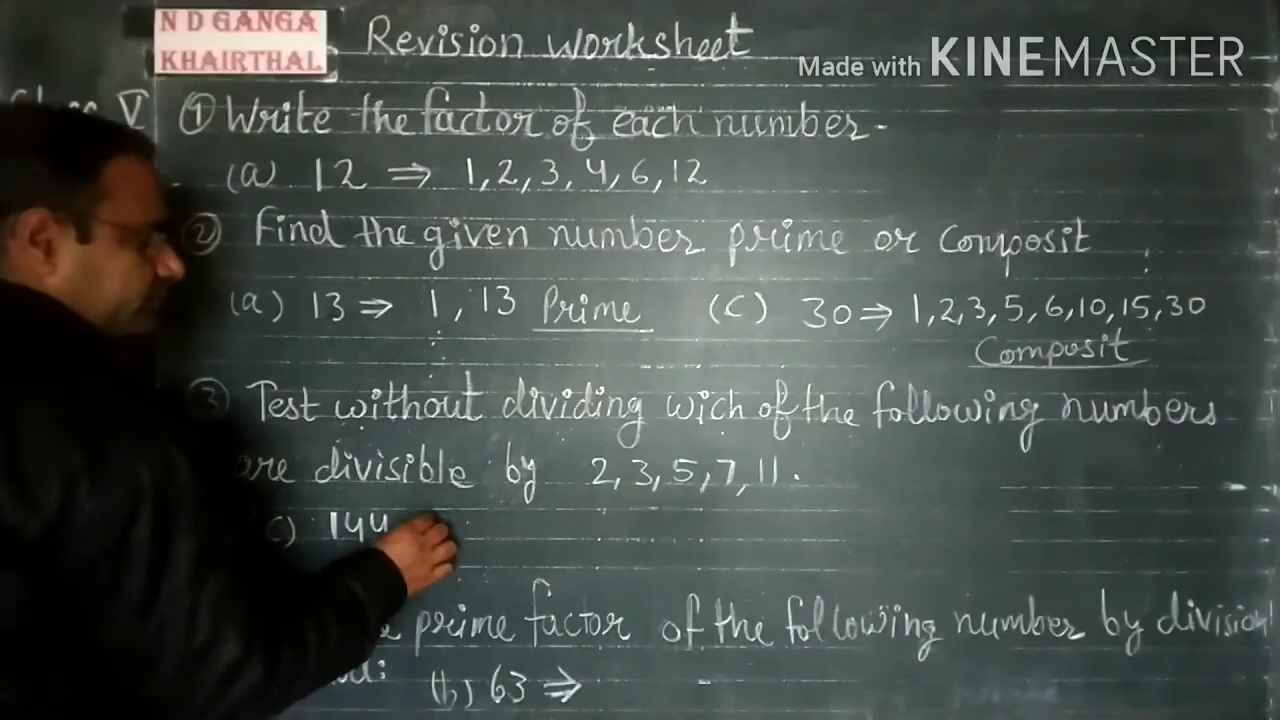 N D GANGA
KHAIRTHAL
Revision worksheet
Made with KINEMASTER
V ① Write the factor of each number.
(a) 12 ⇒ 1, 2, 3, 4, 6, 12
② Find the given number prime or Composit
(a) 13 ⇒ 1, 13 Prime (C) 30 ⇒ 1,2,3,5,6,10,15,30
Composit
③ Test without dividing wich of the following numbers
are divisible by 2,3,5,7,11.
c) 144
prime factor of the following number by division
(b) 63 ⇒